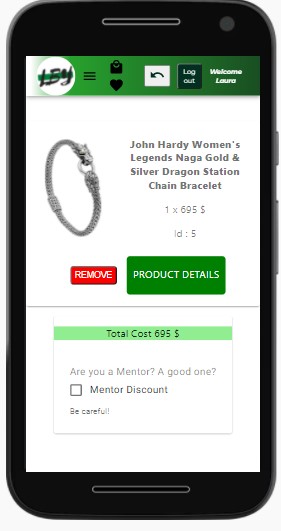 LBY
Log
out
Welcome
Laura
John Hardy Women's
Legends Naga Gold &
Silver Dragon Station
Chain Bracelet
1 x 695 $
Id : 5
REMOVE
PRODUCT DETAILS
Total Cost 695 $
Are you a Mentor? A good one?
Mentor Discount
Be careful!